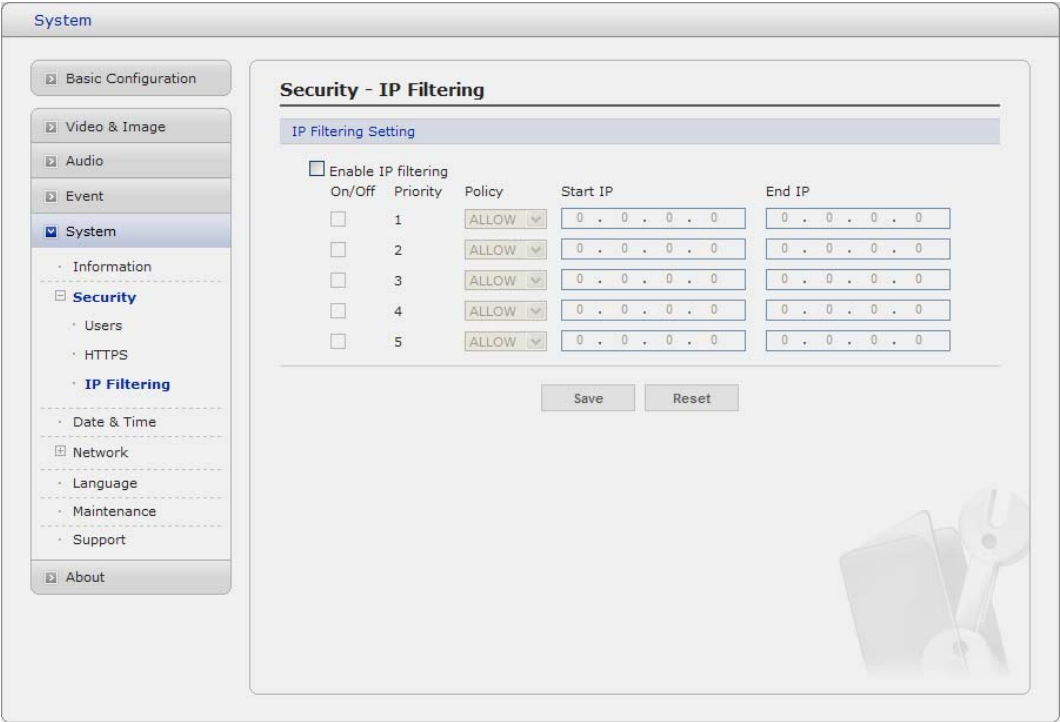 System
Basic Configuration
Video & Image
Audio
Event
System
Information
Security
Users
HTTPS
IP Filtering
Date & Time
Network
Language
Maintenance
Support
About
Security - IP Filtering
IP Filtering Setting
Enable IP filtering
On/Off Priority Policy Start IP End IP
1 ALLOW 0 . 0 . 0 . 0 0 . 0 . 0 . 0
2 ALLOW 0 . 0 . 0 . 0 0 . 0 . 0 . 0
3 ALLOW 0 . 0 . 0 . 0 0 . 0 . 0 . 0
4 ALLOW 0 . 0 . 0 . 0 0 . 0 . 0 . 0
5 ALLOW 0 . 0 . 0 . 0 0 . 0 . 0 . 0
Save Reset